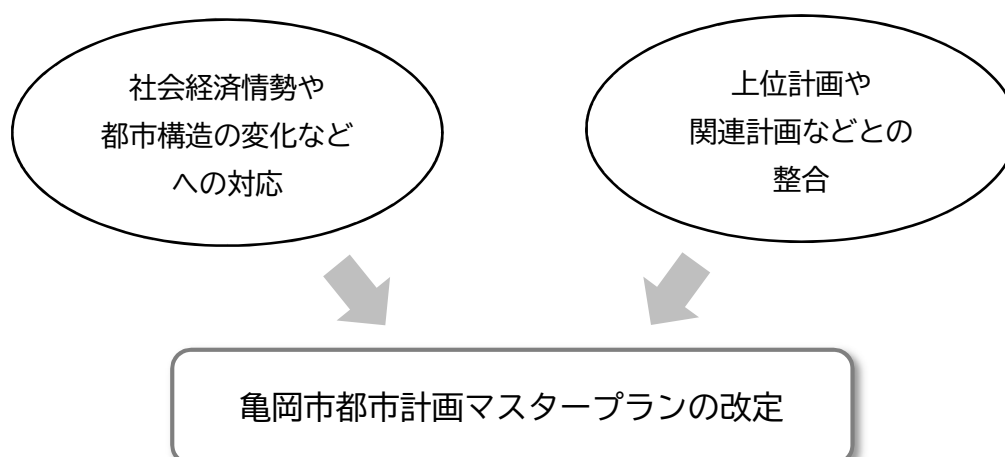 社会経済情勢や
都市構造の変化など
への対応
上位計画や
関連計画などとの
整合
亀岡市都市計画マスタープランの改定